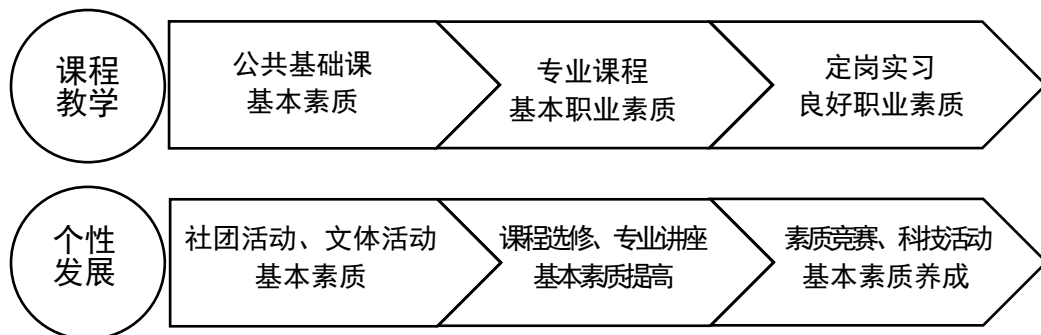 课程
教学
公共基础课
基本素质
专业课程
基本职业素质
定岗实习
良好职业素质
个性
发展
社团活动、文体活动
基本素质
课程选修、专业讲座
基本素质提高
素质竞赛、科技活动
基本素质养成